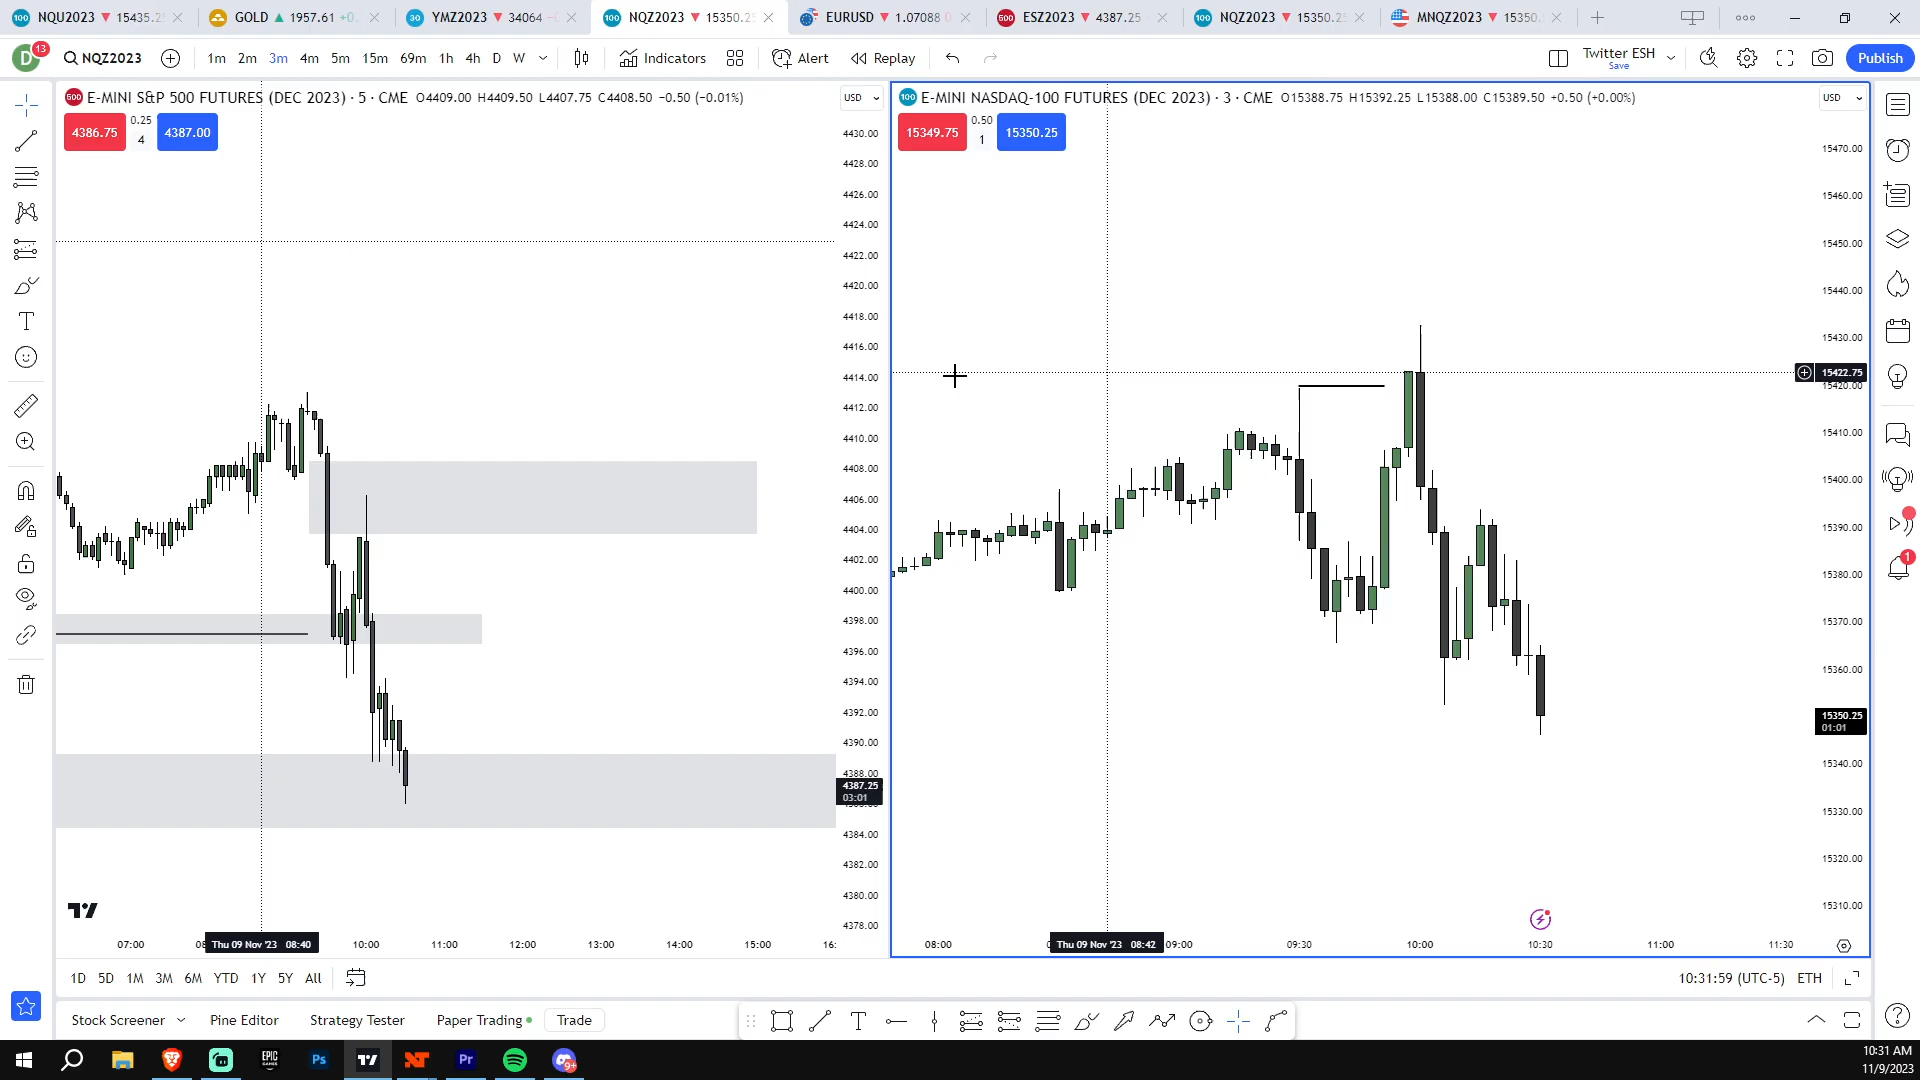 NQU2023 ▼ 15435.2
GOLD ▲ 1957.61 +0.
YMZ2023 ▼ 34064
NQZ2023 ▼ 15350.2
EURUSD ▼ 1.07088
ESZ2023 ▼ 4387.25
NQZ2023 ▼ 15350.2
MNQZ2023 ▼ 15350.
D 13 NQZ2023 1m 2m 3m 4m 5m 15m 69m 1h 4h D W Indicators Alert Replay Twitter ESH Save Publish
500 E-MINI S&P 500 FUTURES (DEC 2023) · 5 · CME O4409.00 H4409.50 L4407.75 C4408.50 −0.50 (−0.01%) USD
4386.75 0.25 4 4387.00
4430.00
4428.00
4426.00
4424.00
4422.00
4420.00
4418.00
4416.00
4414.00
4412.00
4410.00
4408.00
4406.00
4404.00
4402.00
4400.00
4398.00
4396.00
4394.00
4392.00
4390.00
4388.00
4387.25
03:01
4384.00
4382.00
4380.00
4378.00
07:00 Thu 09 Nov '23 08:40 10:00 11:00 12:00 13:00 14:00 15:00 16:
100 E-MINI NASDAQ-100 FUTURES (DEC 2023) · 3 · CME O15388.75 H15392.25 L15388.00 C15389.50 +0.50 (+0.00%) USD
15349.75 0.50 1 15350.25
15470.00
15460.00
15450.00
15440.00
15430.00
15422.75
15420.00
15410.00
15400.00
15390.00
15380.00
15370.00
15360.00
15350.25
01:01
15340.00
15330.00
15320.00
15310.00
08:00 Thu 09 Nov '23 08:42 09:00 09:30 10:00 10:30 11:00 11:30
1D 5D 1M 3M 6M YTD 1Y 5Y All 10:31:59 (UTC-5) ETH
Stock Screener Pine Editor Strategy Tester Paper Trading Trade
1
EPIC GAMES Ps Pr 9+
10:31 AM
11/9/2023